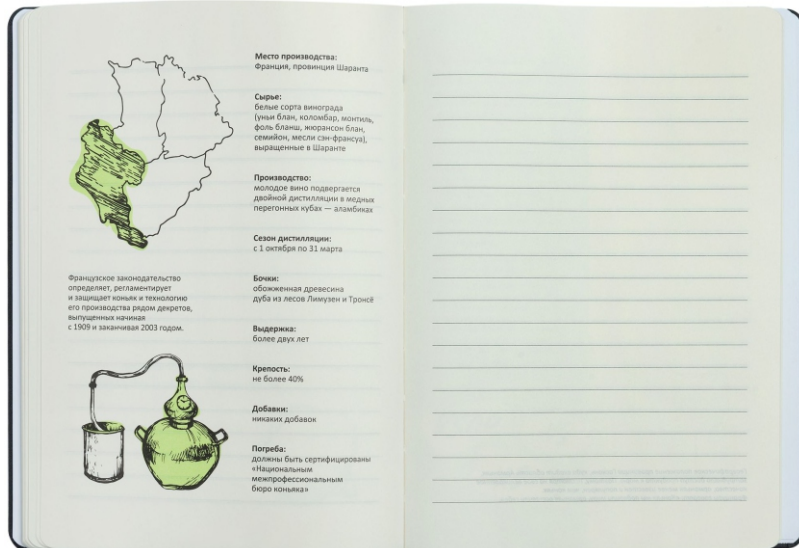 Место производства:
Франция, провинция Шаранта
Сырье:
белые сорта винограда
(уньи блан, коломбар, монтиль,
фоль бланш, жюрансон блан,
семийон, месли сэн-франсуа),
выращенные в Шаранте
Производство:
молодое вино подвергается
двойной дистилляции в медных
перегонных кубах — аламбиках
Сезон дистилляции:
с 1 октября по 31 марта
Французское законодательство
определяет, регламентирует
и защищает коньяк и технологию
его производства рядом декретов,
выпущенных начиная
с 1909 и заканчивая 2003 годом.
Бочки:
обожженная древесина
дуба из лесов Лимузен и Тронсё
Выдержка:
более двух лет
Крепость:
не более 40%
Добавки:
никаких добавок
Погреба:
должны быть сертифицированы
«Национальным
межпрофессиональным
бюро коньяка»